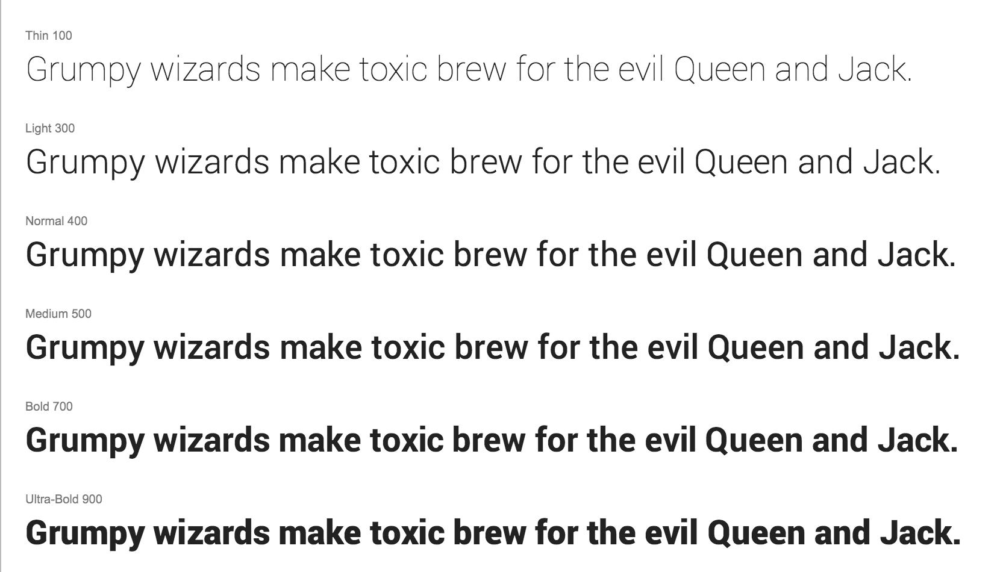 Thin 100
Grumpy wizards make toxic brew for the evil Queen and Jack.
Light 300
Grumpy wizards make toxic brew for the evil Queen and Jack.
Normal 400
Grumpy wizards make toxic brew for the evil Queen and Jack.
Medium 500
Grumpy wizards make toxic brew for the evil Queen and Jack.
Bold 700
Grumpy wizards make toxic brew for the evil Queen and Jack.
Ultra-Bold 900
Grumpy wizards make toxic brew for the evil Queen and Jack.